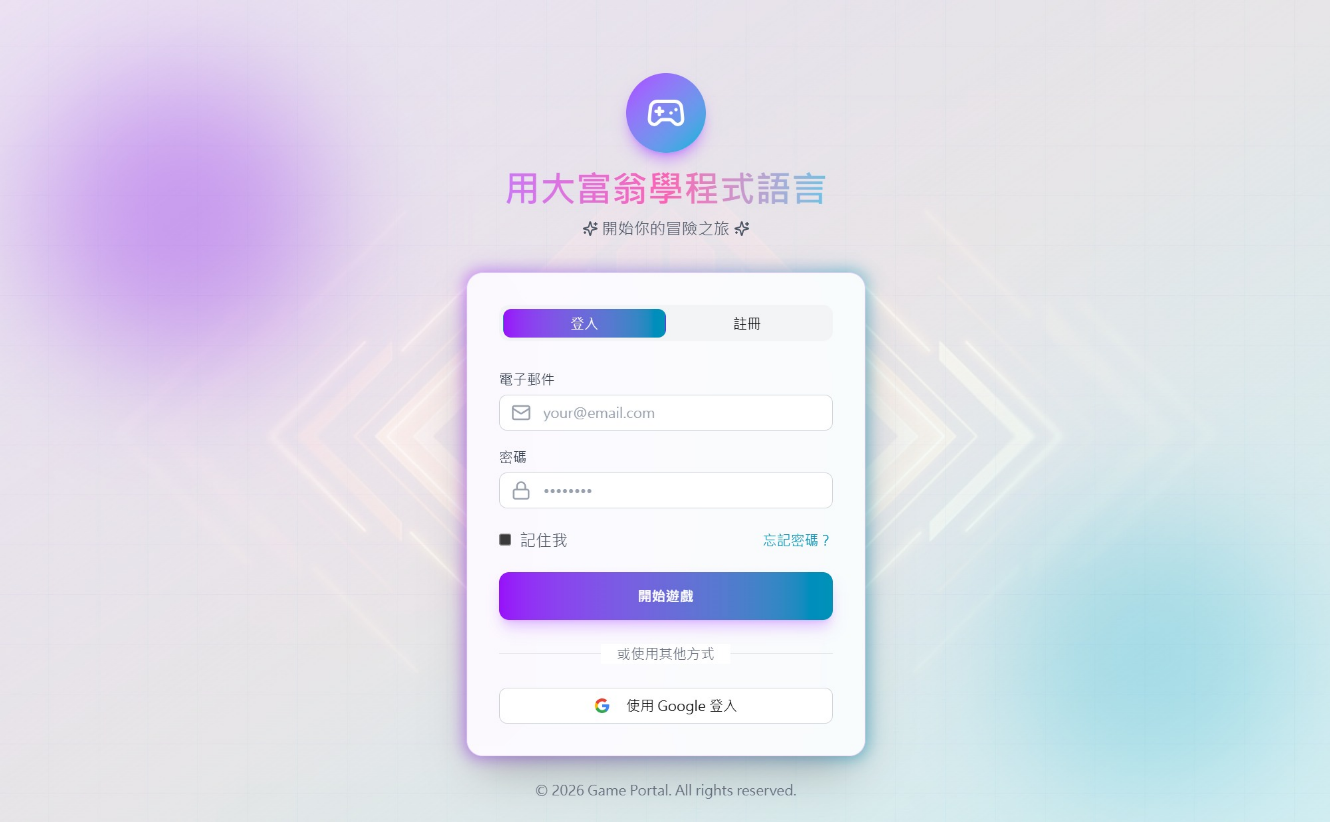 用大富翁學程式語言
開始你的冒險之旅
登入
註冊
電子郵件
your@email.com
密碼
••••••••
記住我
忘記密碼？
開始遊戲
或使用其他方式
使用 Google 登入
© 2026 Game Portal. All rights reserved.